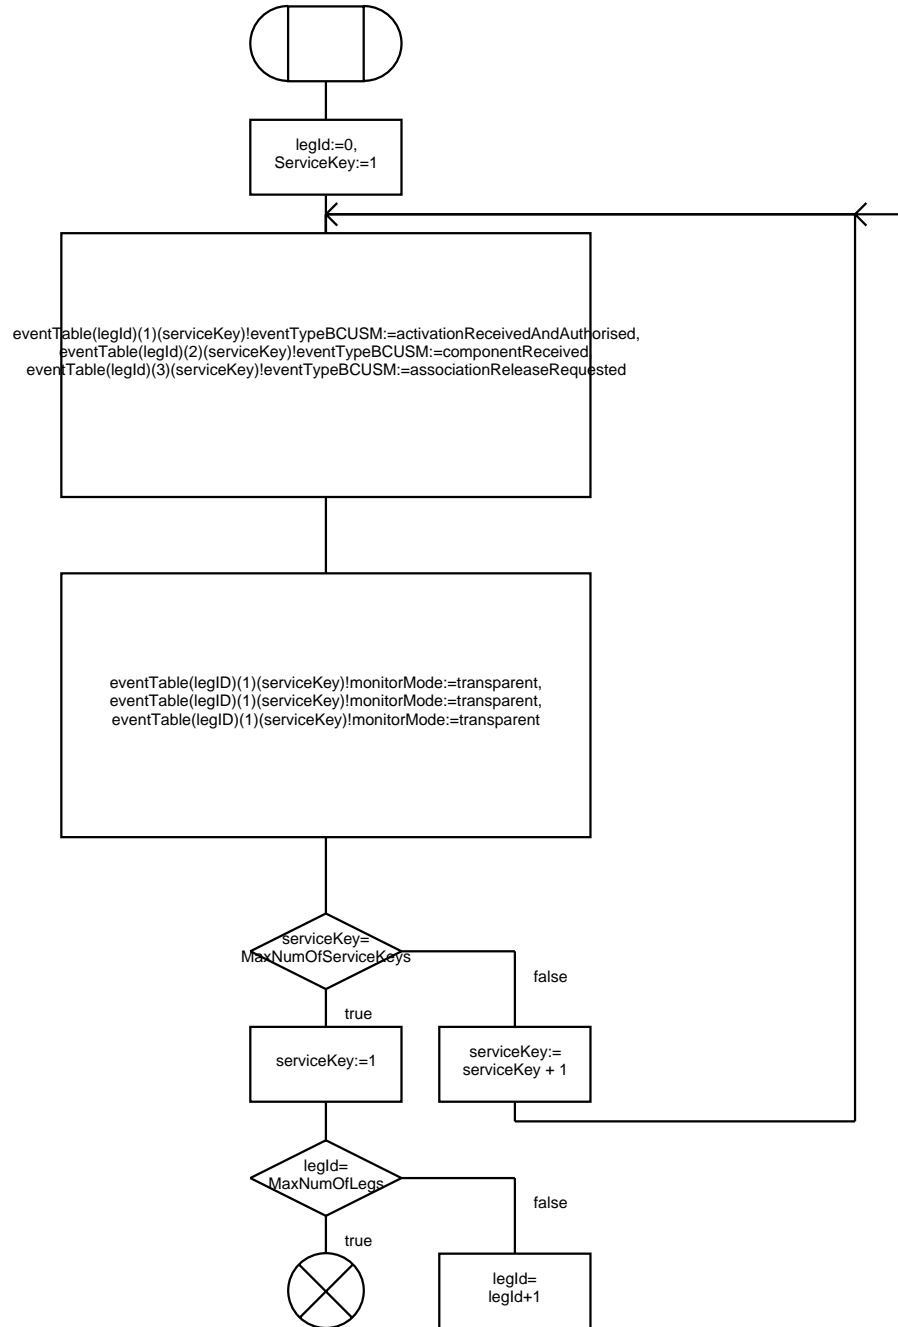 legId:=0,
ServiceKey:=1
eventTable(legId)(1)(serviceKey)!eventTypeBCUSM:=activationReceivedAndAuthorised,
eventTable(legId)(2)(serviceKey)!eventTypeBCUSM:=componentReceived,
eventTable(legId)(3)(serviceKey)!eventTypeBCUSM:=associationReleaseRequested
eventTable(legID)(1)(serviceKey)!monitorMode:=transparent,
eventTable(legID)(1)(serviceKey)!monitorMode:=transparent,
eventTable(legID)(1)(serviceKey)!monitorMode:=transparent
serviceKey=
MaxNumOfServiceKeys
false
true
serviceKey:=1
serviceKey:=
serviceKey + 1
legId=
MaxNumOfLegs
false
true
legId=
legId+1